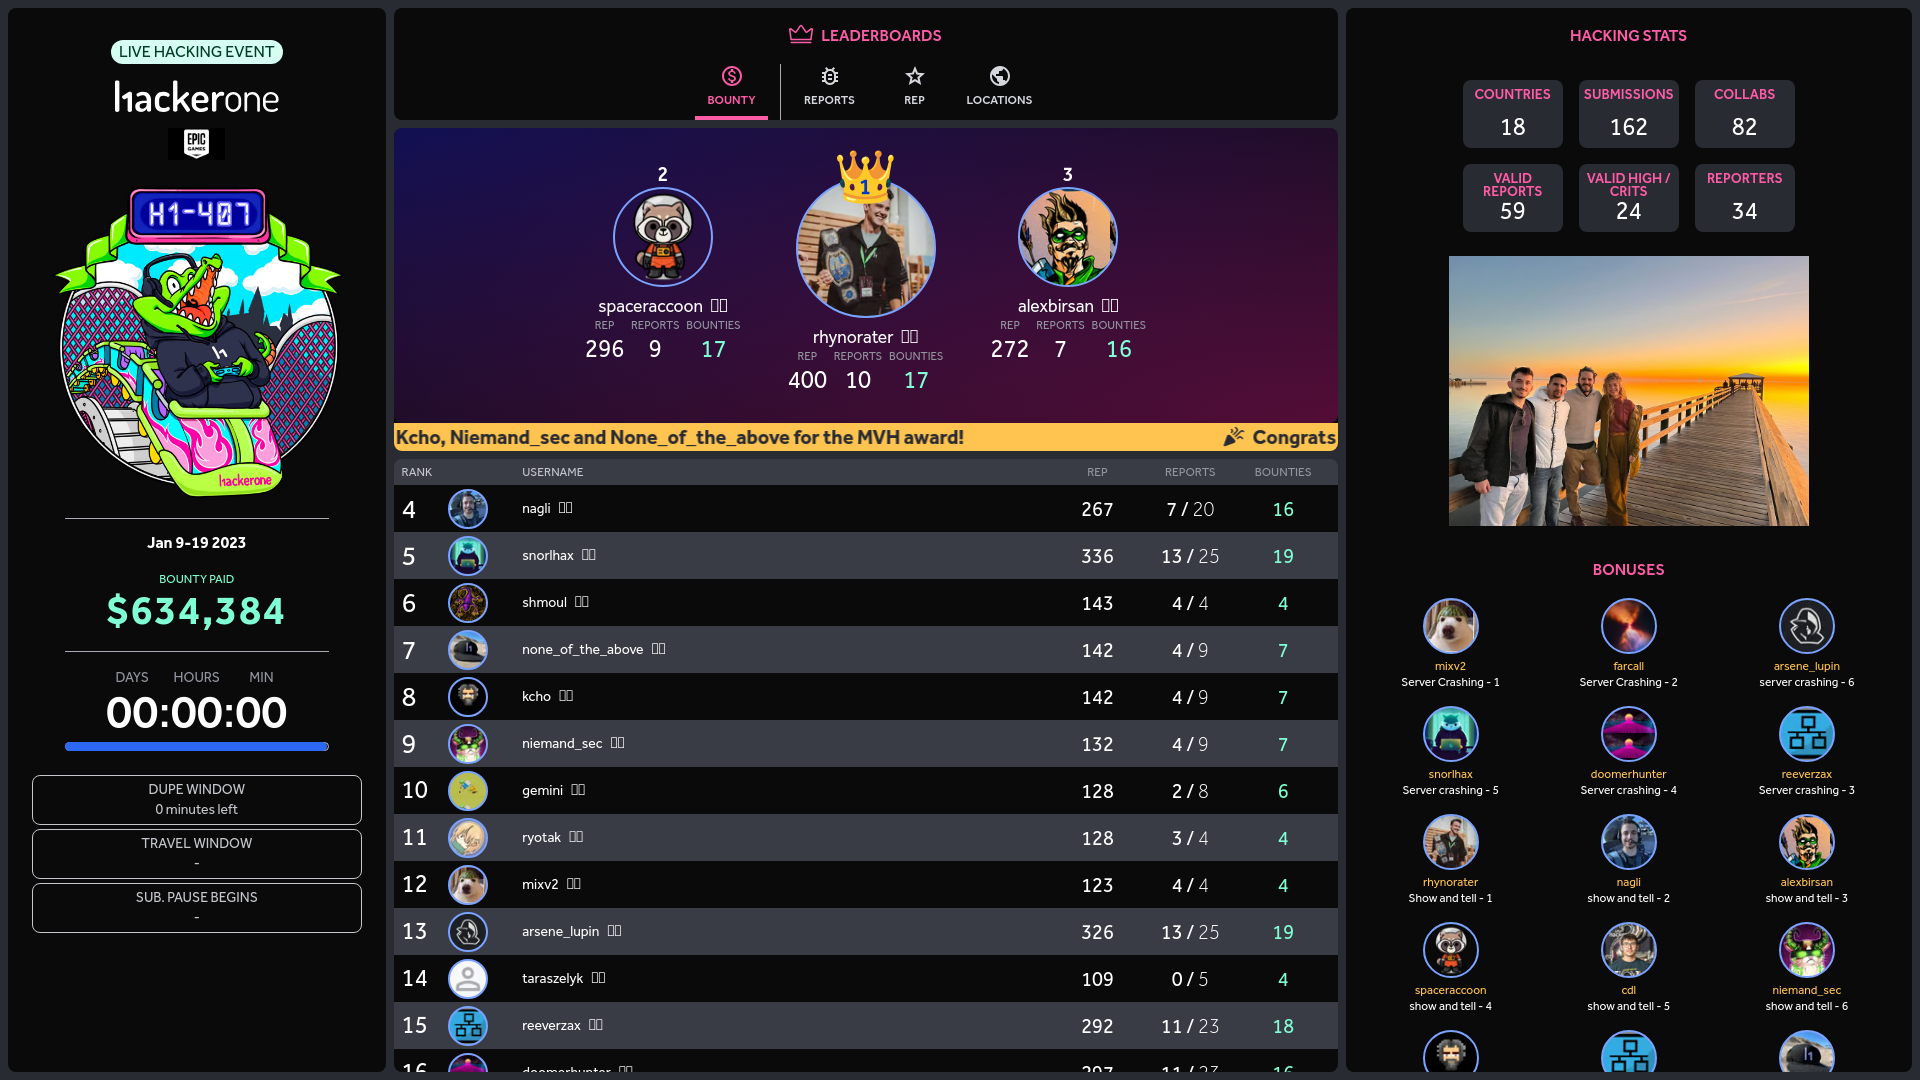 LIVE HACKING EVENT
hackerone
EPIC
GAMES
H1-407
hackerone
Jan 9-19 2023
BOUNTY PAID
$634,384
DAYS HOURS MIN
00:00:00
DUPE WINDOW
0 minutes left
TRAVEL WINDOW
-
SUB. PAUSE BEGINS
-
LEADERBOARDS
BOUNTY REPORTS REP LOCATIONS
2
spaceraccoon
REP REPORTS BOUNTIES
296 9 17
1
rhynorater
REP REPORTS BOUNTIES
400 10 17
3
alexbirsan
REP REPORTS BOUNTIES
272 7 16
Kcho, Niemand_sec and None_of_the_above for the MVH award! Congrats
RANK USERNAME REP REPORTS BOUNTIES
4 nagli 267 7 / 20 16
5 snorlhax 336 13 / 25 19
6 shmoul 143 4 / 4 4
7 none_of_the_above 142 4 / 9 7
8 kcho 142 4 / 9 7
9 niemand_sec 132 4 / 9 7
10 gemini 128 2 / 8 6
11 ryotak 128 3 / 4 4
12 mixv2 123 4 / 4 4
13 arsene_lupin 326 13 / 25 19
14 taraszelyk 109 0 / 5 4
15 reeverzax 292 11 / 23 18
16 doomerhunter 297 11 / 23 16
HACKING STATS
COUNTRIES SUBMISSIONS COLLABS
18 162 82
VALID REPORTS VALID HIGH / CRITS REPORTERS
59 24 34
BONUSES
mixv2 farcall arsene_lupin
Server Crashing - 1 Server Crashing - 2 server crashing - 6
snorlhax doomerhunter reeverzax
Server crashing - 5 Server crashing - 4 Server crashing - 3
rhynorater nagli alexbirsan
Show and tell - 1 show and tell - 2 show and tell - 3
spaceraccoon cdl niemand_sec
show and tell - 4 show and tell - 5 show and tell - 6